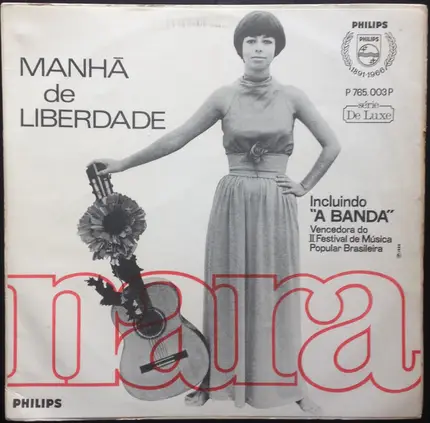 MANHÃ
de
LIBERDADE
PHILIPS
1891-1966
P 765.003 P
série
De Luxe
Incluindo
"A BANDA"
Vencedora do
II Festival de Música
Popular Brasileira
nara
PHILIPS